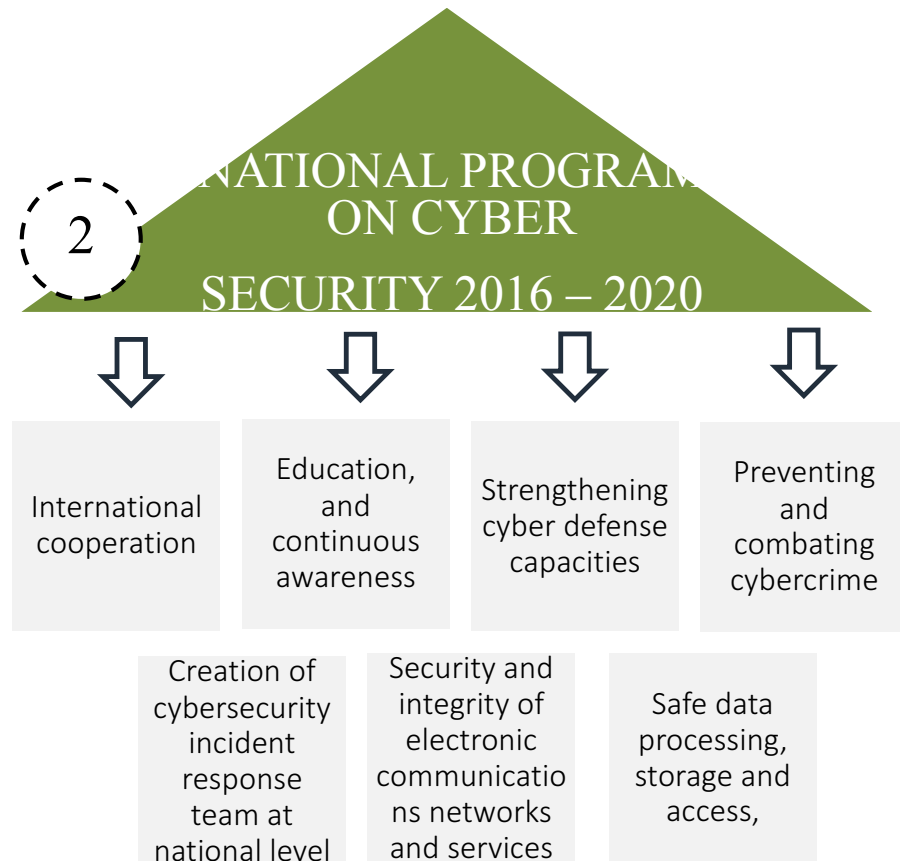 NATIONAL PROGRAM
ON CYBER
SECURITY 2016 – 2020
2
International
cooperation
Education,
and
continuous
awareness
Strengthening
cyber defense
capacities
Preventing
and
combating
cybercrime
Creation of
cybersecurity
incident
response
team at
national level
Security and
integrity of
electronic
communicatio
ns networks
and services
Safe data
processing,
storage and
access,